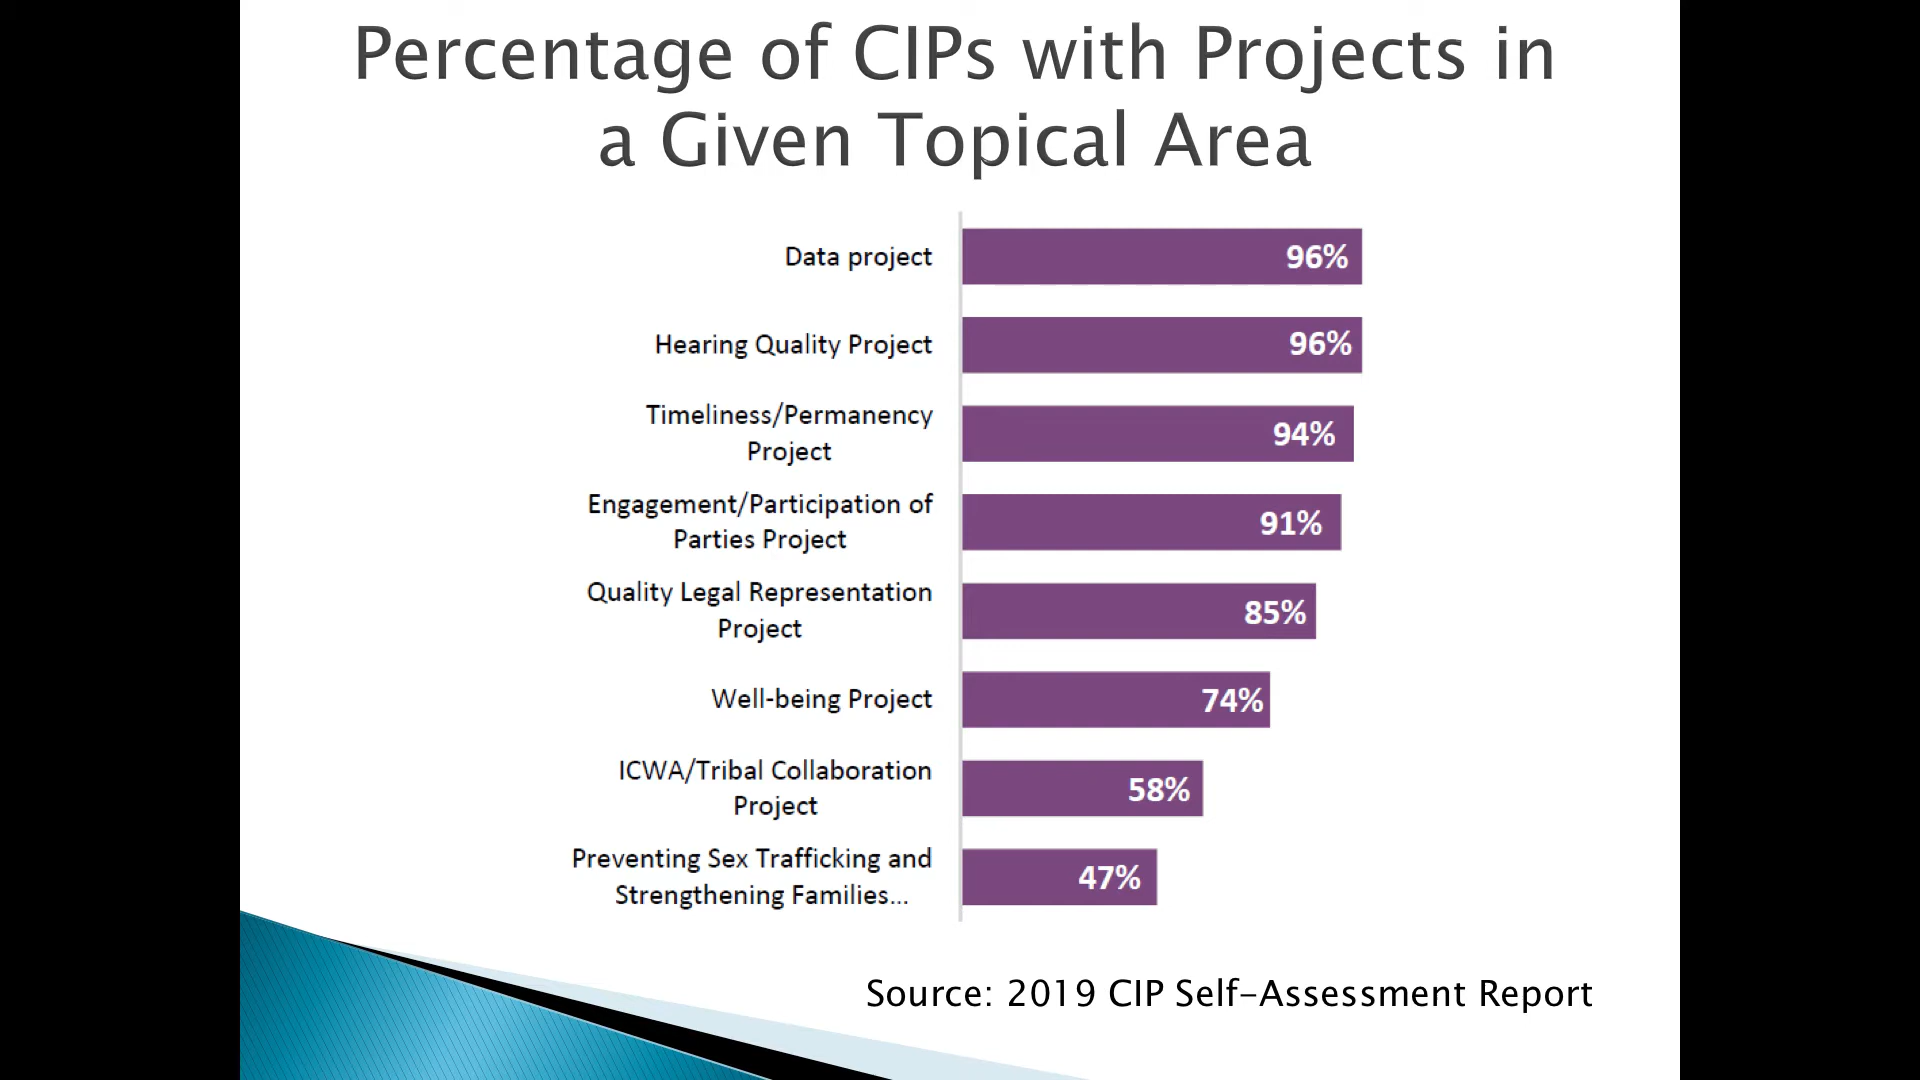 Percentage of CIPs with Projects in
a Given Topical Area
Data project
96%
Hearing Quality Project
96%
Timeliness/Permanency
Project
94%
Engagement/Participation of
Parties Project
91%
Quality Legal Representation
Project
85%
Well-being Project
74%
ICWA/Tribal Collaboration
Project
58%
Preventing Sex Trafficking and
Strengthening Families...
47%
Source: 2019 CIP Self-Assessment Report